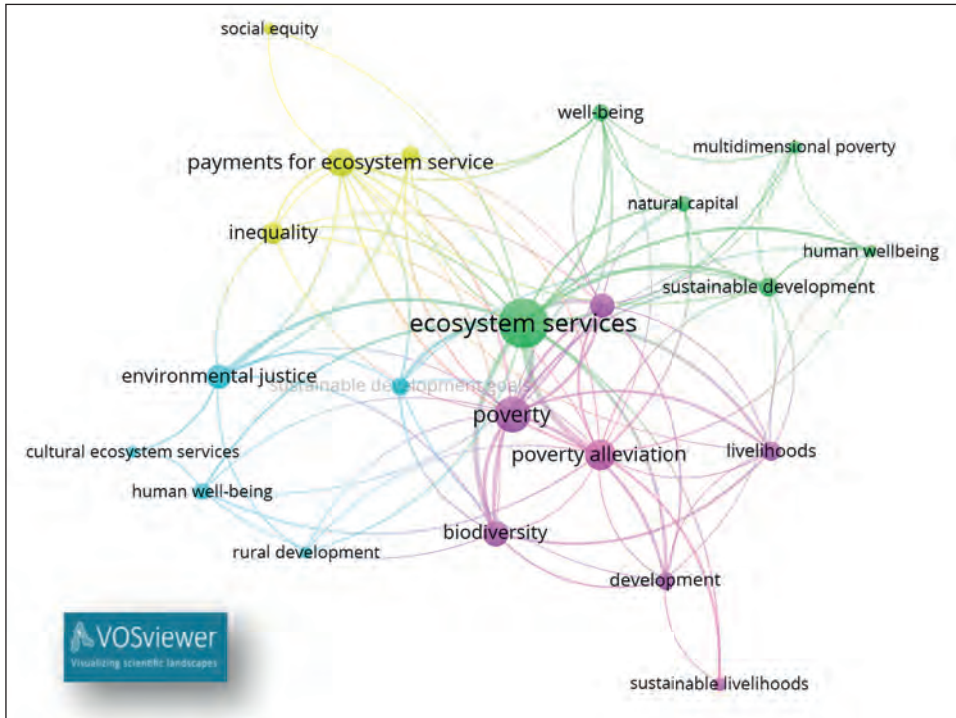 social equity
well-being
multidimensional poverty
payments for ecosystem service
natural capital
inequality
human wellbeing
sustainable development
ecosystem services
environmental justice
Sustainable development goals
poverty
cultural ecosystem services
poverty alleviation
livelihoods
human well-being
biodiversity
rural development
development
VOSviewer
Visualizing scientific landscapes
sustainable livelihoods